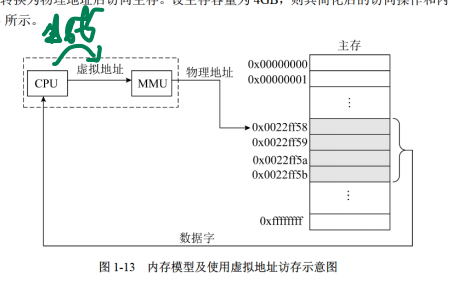 转换为物理地址后访问主存。设主存容量为4GB，则其简化后的访问操作和内
所示。
虚拟地址
CPU
MMU
物理地址
主存
0x00000000
0x00000001
⋮
0x0022ff58
0x0022ff59
0x0022ff5a
0x0022ff5b
⋮
0xffffffff
数据字
图 1-13 内存模型及使用虚拟地址访存示意图